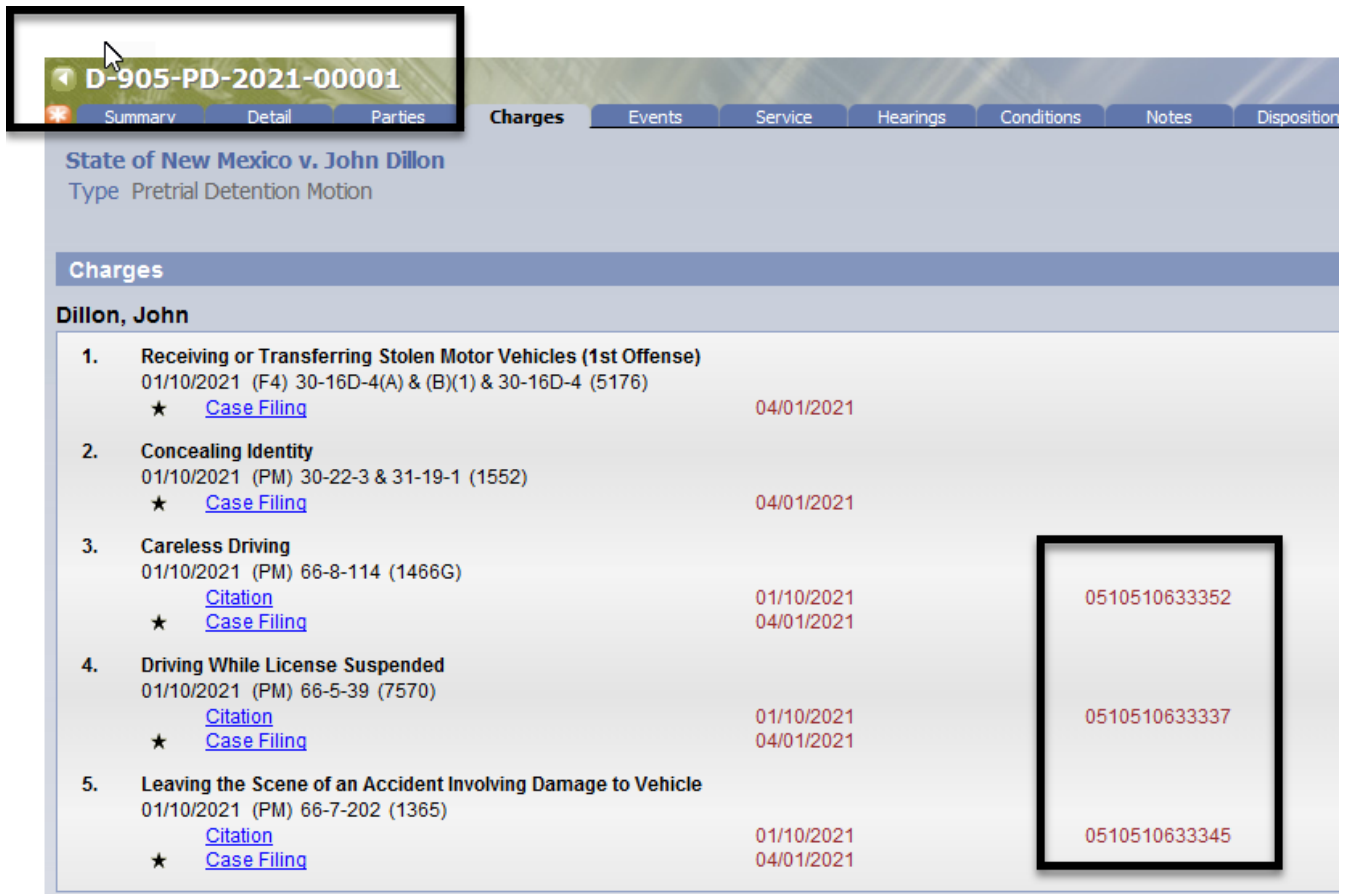 D-905-PD-2021-00001
Summary Detail Parties Charges Events Service Hearings Conditions Notes Disposition
State of New Mexico v. John Dillon
Type Pretrial Detention Motion
Charges
Dillon, John
1. Receiving or Transferring Stolen Motor Vehicles (1st Offense)
01/10/2021 (F4) 30-16D-4(A) & (B)(1) & 30-16D-4 (5176)
★ Case Filing 04/01/2021
2. Concealing Identity
01/10/2021 (PM) 30-22-3 & 31-19-1 (1552)
★ Case Filing 04/01/2021
3. Careless Driving
01/10/2021 (PM) 66-8-114 (1466G)
Citation 01/10/2021 0510510633352
★ Case Filing 04/01/2021
4. Driving While License Suspended
01/10/2021 (PM) 66-5-39 (7570)
Citation 01/10/2021 0510510633337
★ Case Filing 04/01/2021
5. Leaving the Scene of an Accident Involving Damage to Vehicle
01/10/2021 (PM) 66-7-202 (1365)
Citation 01/10/2021 0510510633345
★ Case Filing 04/01/2021